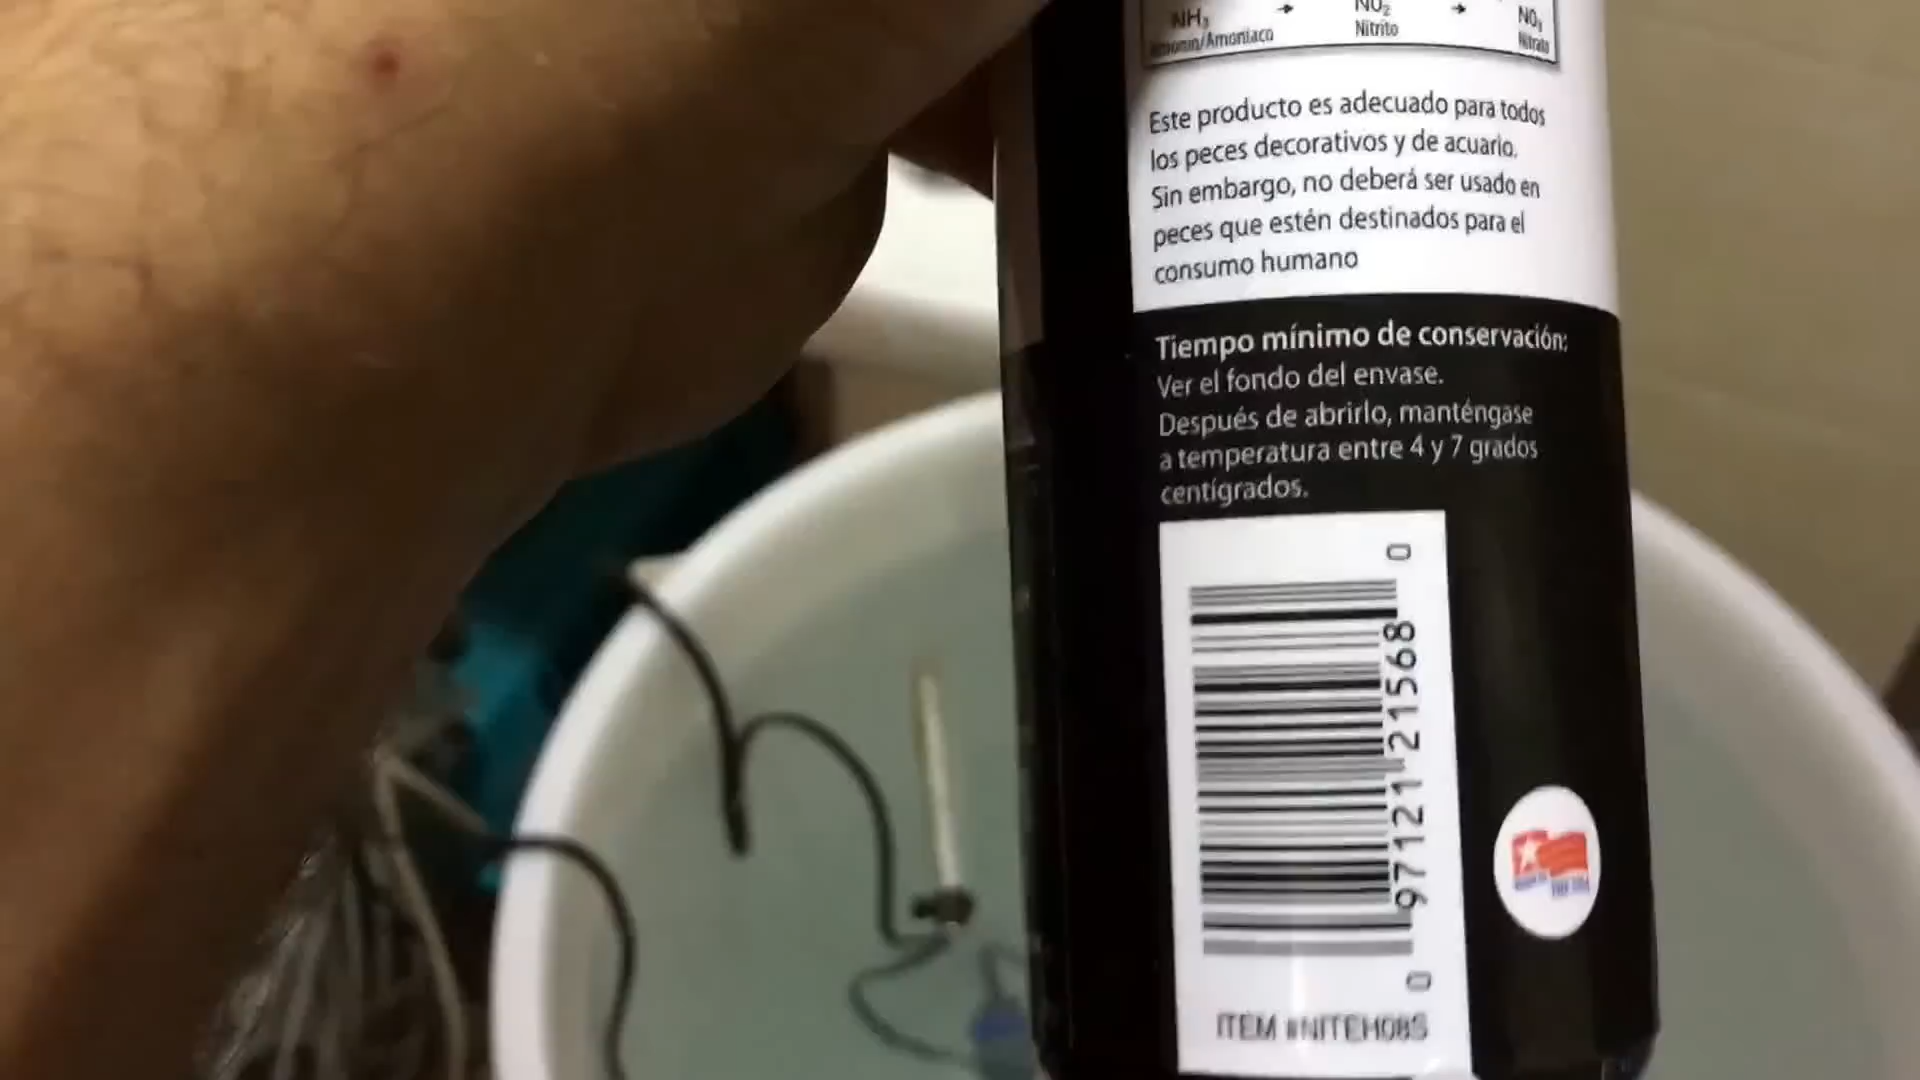 NH₃ → NO₂ → NO₃
/Amoniaco Nitrito Nitrato
Este producto es adecuado para todos
los peces decorativos y de acuario.
Sin embargo, no deberá ser usado en
peces que estén destinados para el
consumo humano
Tiempo mínimo de conservación:
Ver el fondo del envase.
Después de abrirlo, manténgase
a temperatura entre 4 y 7 grados
centígrados.
0 97121 21568 0
ITEM #NITEH08S